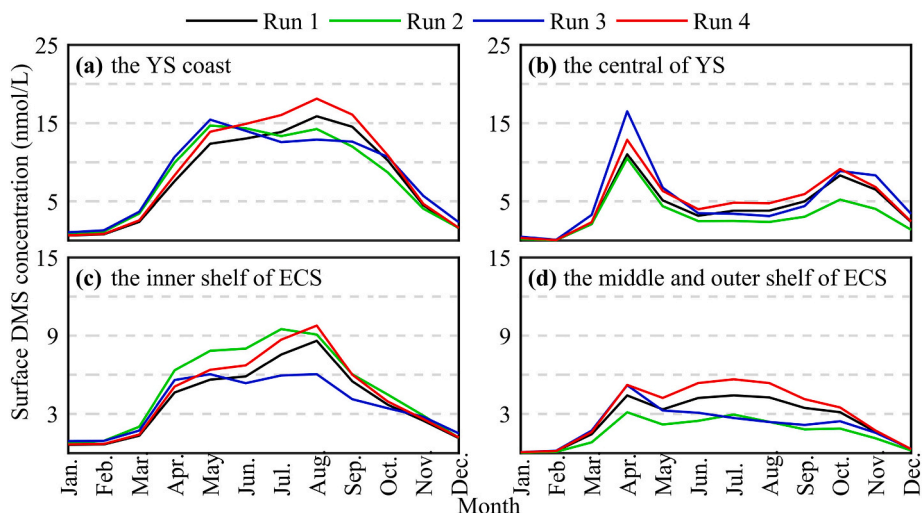 Run 1 Run 2 Run 3 Run 4
Surface DMS concentration (nmol/L)
25
15
5
(a) the YS coast
25
15
5
(b) the central of YS
15
9
3
(c) the inner shelf of ECS
15
9
3
(d) the middle and outer shelf of ECS
Jan. Feb. Mar. Apr. May Jun. Jul. Aug. Sep. Oct. Nov. Dec.
Jan. Feb. Mar. Apr. May Jun. Jul. Aug. Sep. Oct. Nov. Dec.
Month